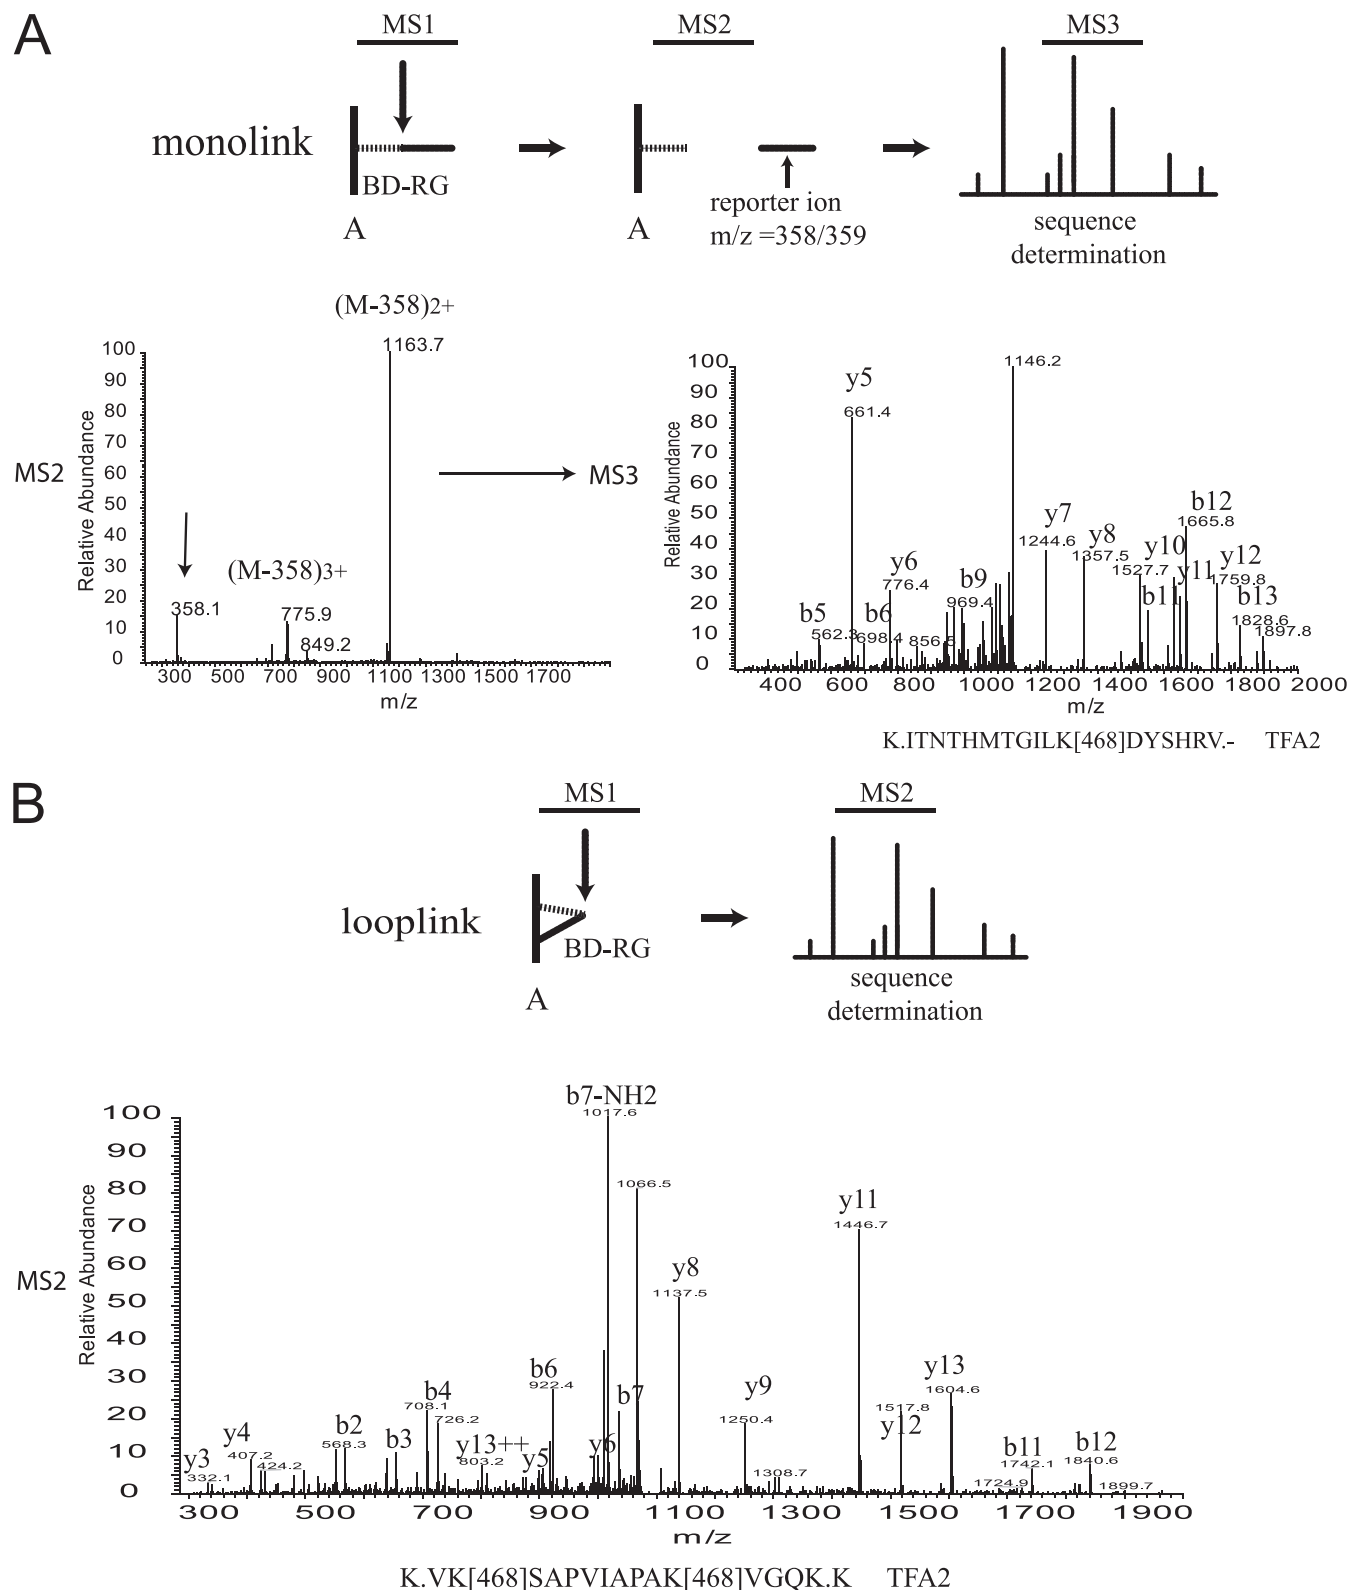 A
MS1
MS2
MS3
monolink
BD-RG
A
A
reporter ion
m/z =358/359
sequence
determination
(M-358)2+
1163.7
100
90
80
70
60
50
40
30
20
10
0
Relative Abundance
MS2
358.1
(M-358)3+
775.9
849.2
300 500 700 900 1100 1300 1500 1700
m/z
MS3
100
90
80
70
60
50
40
30
20
10
0
Relative Abundance
1146.2
y5
661.4
y6
776.4
b5
562.3
b6
698.4
856.5
b9
969.4
y7
1244.6
y8
1357.5
y10
1527.7
b11
y11
b12
1665.8
y12
1759.8
b13
1828.6
1897.8
400 600 800 1000 1200 1400 1600 1800 2000
m/z
K.ITNTHMTGILK[468]DYSHRV.- TFA2
B
MS1
MS2
looplink
BD-RG
A
sequence
determination
b7-NH2
1017.6
100
90
80
70
60
50
40
30
20
10
0
Relative Abundance
MS2
1066.5
y11
1446.7
y8
1137.5
y3
332.1
y4
407.2
424.2
b2
568.3
b3
b4
708.1
726.2
y13++
803.2
y5
b6
922.4
y6
b7
y9
1250.4
1308.7
1517.8
y12
y13
1604.6
1724.9
b11
1742.1
b12
1840.6
1899.7
300 500 700 900 1100 1300 1500 1700 1900
m/z
K.VK[468]SAPVIAPAK[468]VGQK.K TFA2